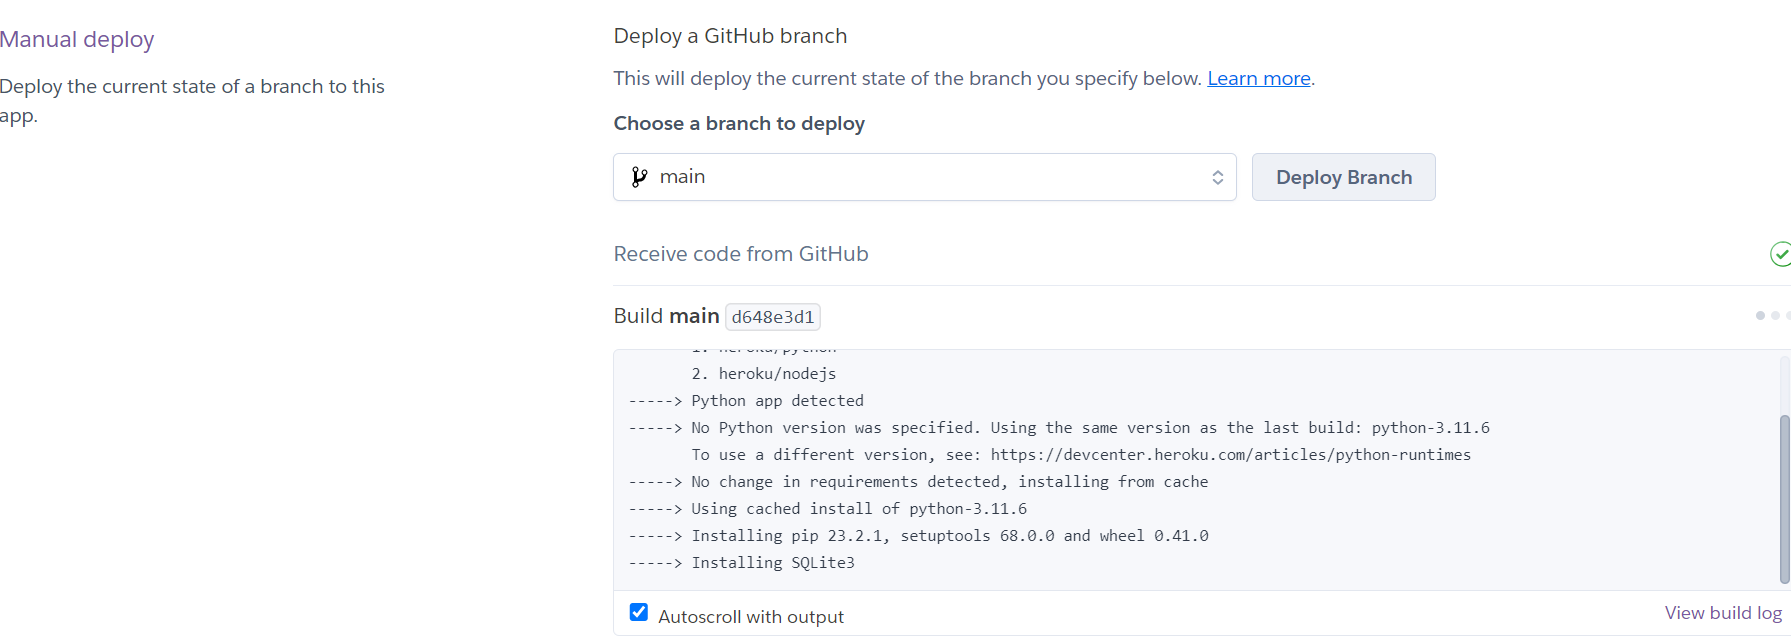 Manual deploy
Deploy the current state of a branch to this
app.
Deploy a GitHub branch
This will deploy the current state of the branch you specify below. Learn more.
Choose a branch to deploy
main
Deploy Branch
Receive code from GitHub
Build main d648e3d1
1. heroku/python
2. heroku/nodejs
-----> Python app detected
-----> No Python version was specified. Using the same version as the last build: python-3.11.6
To use a different version, see: https://devcenter.heroku.com/articles/python-runtimes
-----> No change in requirements detected, installing from cache
-----> Using cached install of python-3.11.6
-----> Installing pip 23.2.1, setuptools 68.0.0 and wheel 0.41.0
-----> Installing SQLite3
Autoscroll with output
View build log